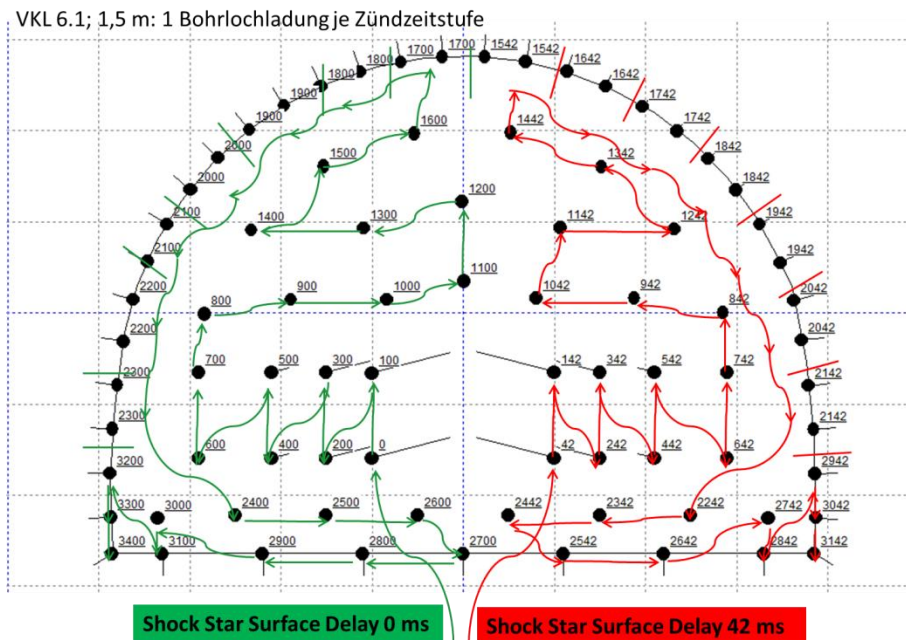 VKL 6.1; 1,5 m: 1 Bohrlochladung je Zündzeitstufe
1800 1800 1700 1700 1542 1542 1642
1900 1642
1900 1600 1442 1742
2000 1500 1342 1742
2000 1842
2100 1200 1842
2100 1400 1300 1142 1242 1942
2200 1100 1942
2200 800 900 1000 1042 942 842 2042
2300 700 500 300 100 142 342 542 742 2042
2300 2142
3200 600 400 200 0 42 242 442 642 2142
3300 3000 2400 2500 2600 2442 2342 2242 2742 2942
3042
3400 3100 2900 2800 2700 2542 2642 2842 3142
Shock Star Surface Delay 0 ms
Shock Star Surface Delay 42 ms